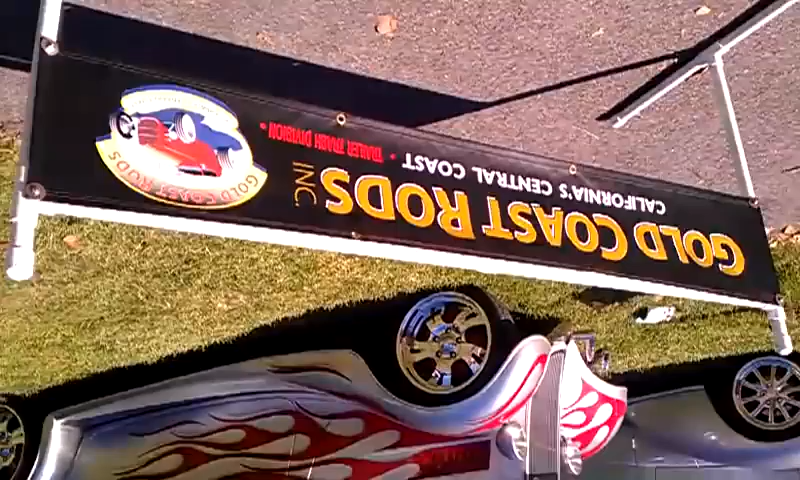 GOLD COAST RODS INC
CALIFORNIA'S CENTRAL COAST • TRAILER TRASH DIVISION •
GOLD COAST RODS